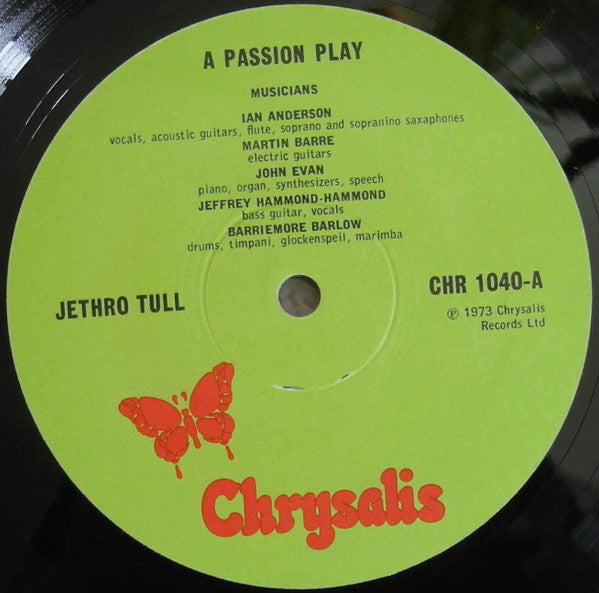 A PASSION PLAY
MUSICIANS
IAN ANDERSON
vocals, acoustic guitars, flute, soprano and sopranino saxaphones
MARTIN BARRE
electric guitars
JOHN EVAN
piano, organ, synthesizers, speech
JEFFREY HAMMOND-HAMMOND
bass guitar, vocals
BARRIEMORE BARLOW
drums, timpani, glockenspeil, marimba
JETHRO TULL
CHR 1040-A
℗ 1973 Chrysalis
Records Ltd
Chrysalis